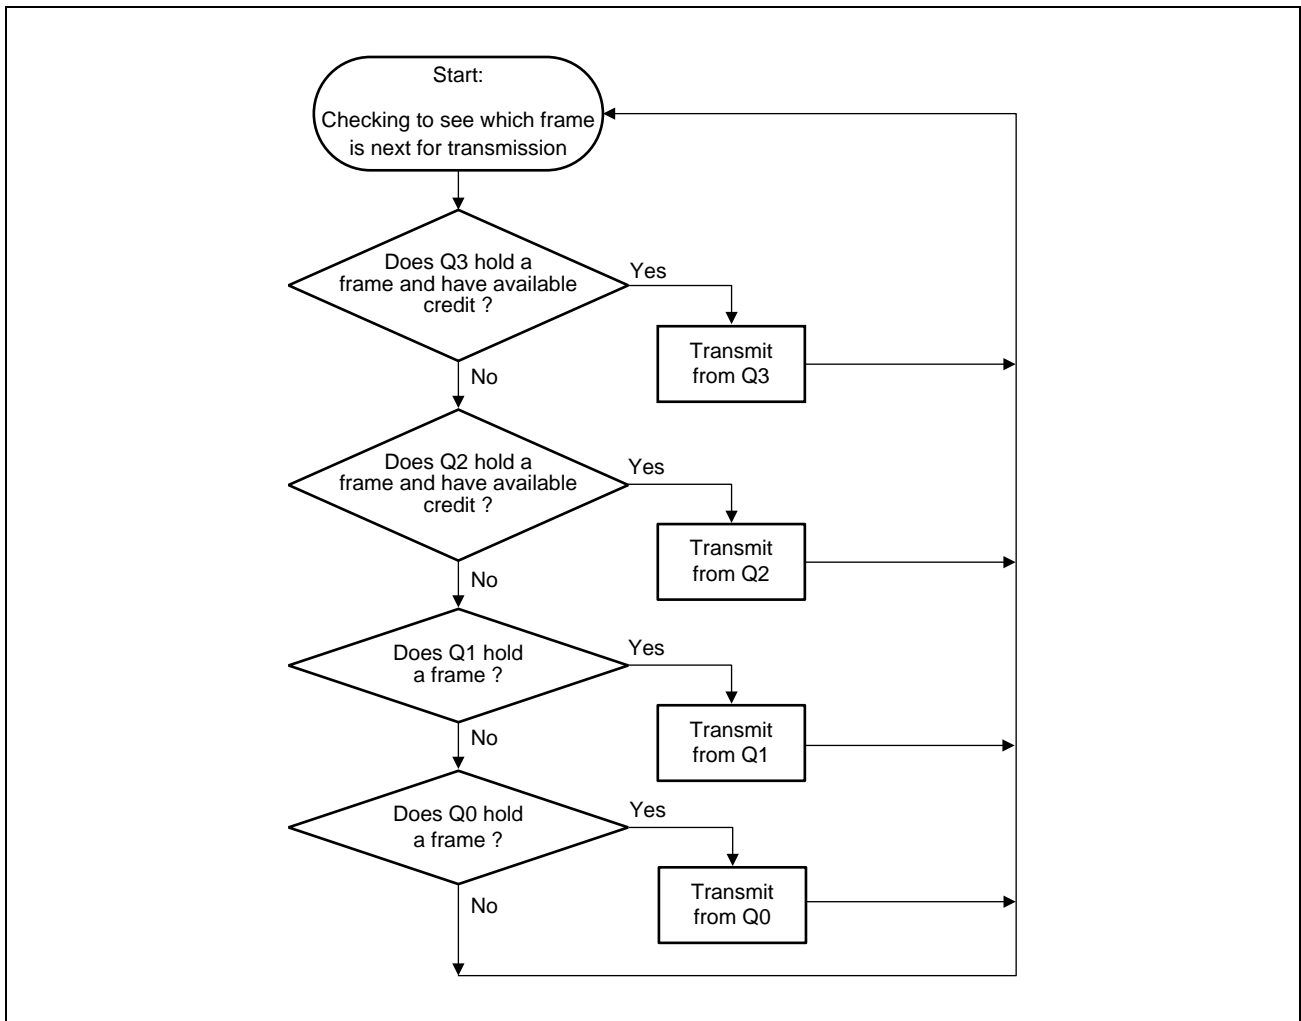 Start:
Checking to see which frame
is next for transmission
Does Q3 hold a
frame and have available
credit ?
Yes
Transmit
from Q3
No
Does Q2 hold a
frame and have available
credit ?
Yes
Transmit
from Q2
No
Does Q1 hold
a frame ?
Yes
Transmit
from Q1
No
Does Q0 hold
a frame ?
Yes
Transmit
from Q0
No